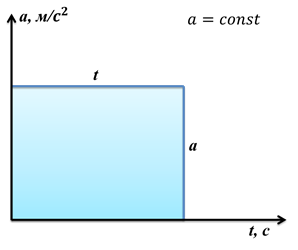 a, м/с²
a = const
t
a
t, c